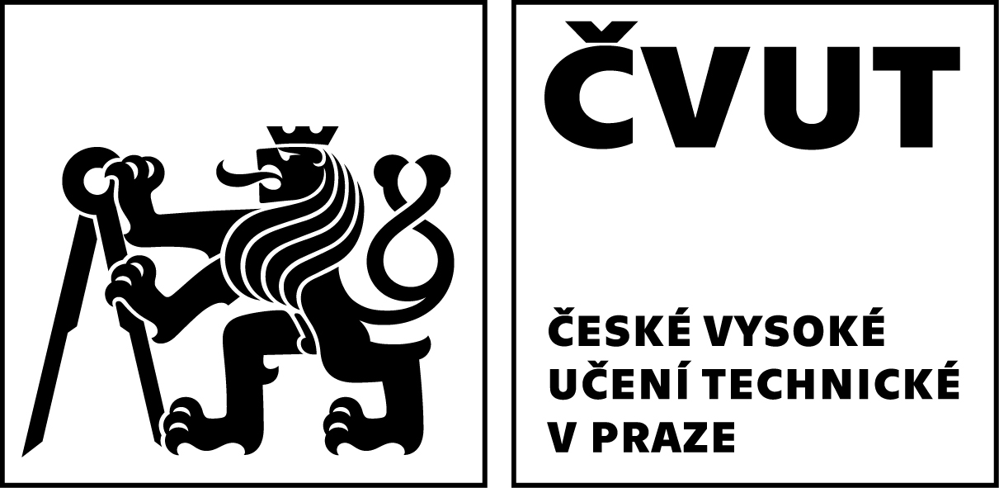 ČVUT
ČESKÉ VYSOKÉ
UČENÍ TECHNICKÉ
V PRAZE